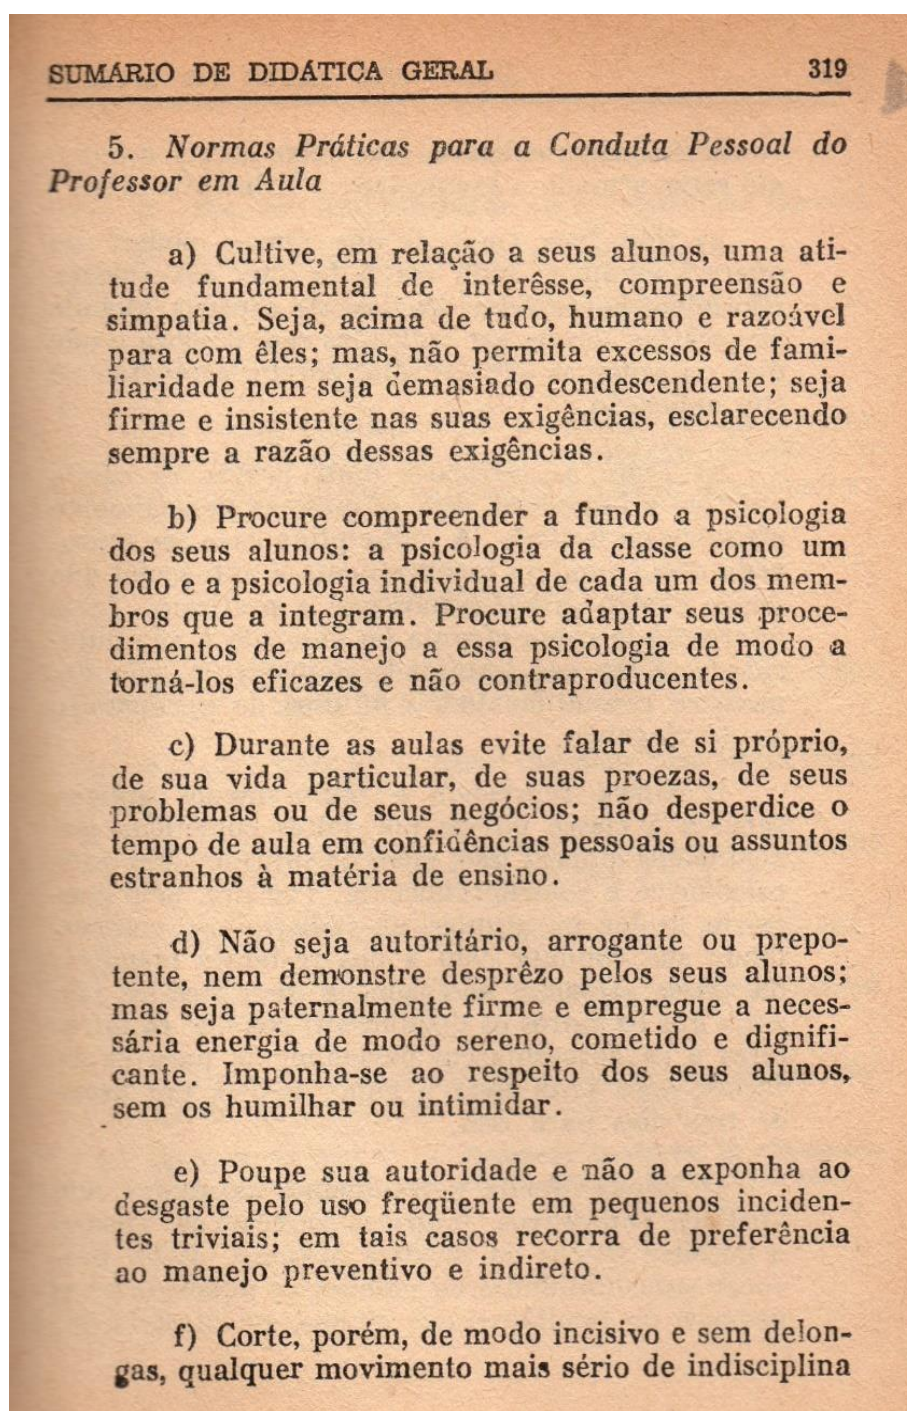 SUMÁRIO DE DIDÁTICA GERAL 319
5. Normas Práticas para a Conduta Pessoal do
Professor em Aula
a) Cultive, em relação a seus alunos, uma ati-
tude fundamental de interêsse, compreensão e
simpatia. Seja, acima de tudo, humano e razoável
para com êles; mas, não permita excessos de fami-
liaridade nem seja demasiado condescendente; seja
firme e insistente nas suas exigências, esclarecendo
sempre a razão dessas exigências.
b) Procure compreender a fundo a psicologia
dos seus alunos: a psicologia da classe como um
todo e a psicologia individual de cada um dos mem-
bros que a integram. Procure adaptar seus proce-
dimentos de manejo a essa psicologia de modo a
torná-los eficazes e não contraproducentes.
c) Durante as aulas evite falar de si próprio,
de sua vida particular, de suas proezas, de seus
problemas ou de seus negócios; não desperdice o
tempo de aula em confidências pessoais ou assuntos
estranhos à matéria de ensino.
d) Não seja autoritário, arrogante ou prepo-
tente, nem demonstre desprêzo pelos seus alunos;
mas seja paternalmente firme e empregue a neces-
sária energia de modo sereno, cometido e dignifi-
cante. Imponha-se ao respeito dos seus alunos,
sem os humilhar ou intimidar.
e) Poupe sua autoridade e não a exponha ao
desgaste pelo uso freqüente em pequenos inciden-
tes triviais; em tais casos recorra de preferência
ao manejo preventivo e indireto.
f) Corte, porém, de modo incisivo e sem delon-
gas, qualquer movimento mais sério de indisciplina